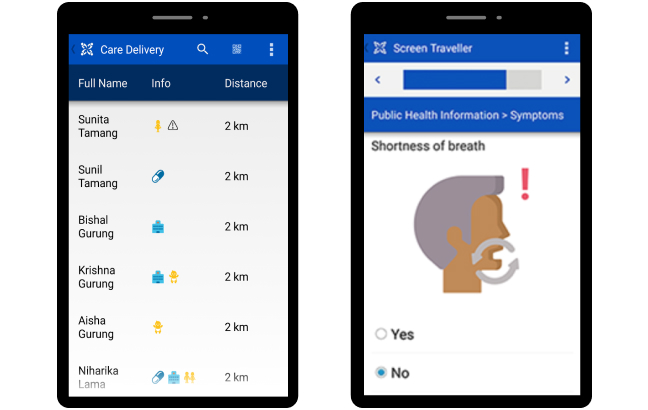 Care Delivery
Full Name Info Distance
Sunita
Tamang
2 km
Sunil
Tamang
2 km
Bishal
Gurung
2 km
Krishna
Gurung
2 km
Aisha
Gurung
2 km
Niharika
Lama
2 km
Screen Traveller
Public Health Information > Symptoms
Shortness of breath
!
Yes
No